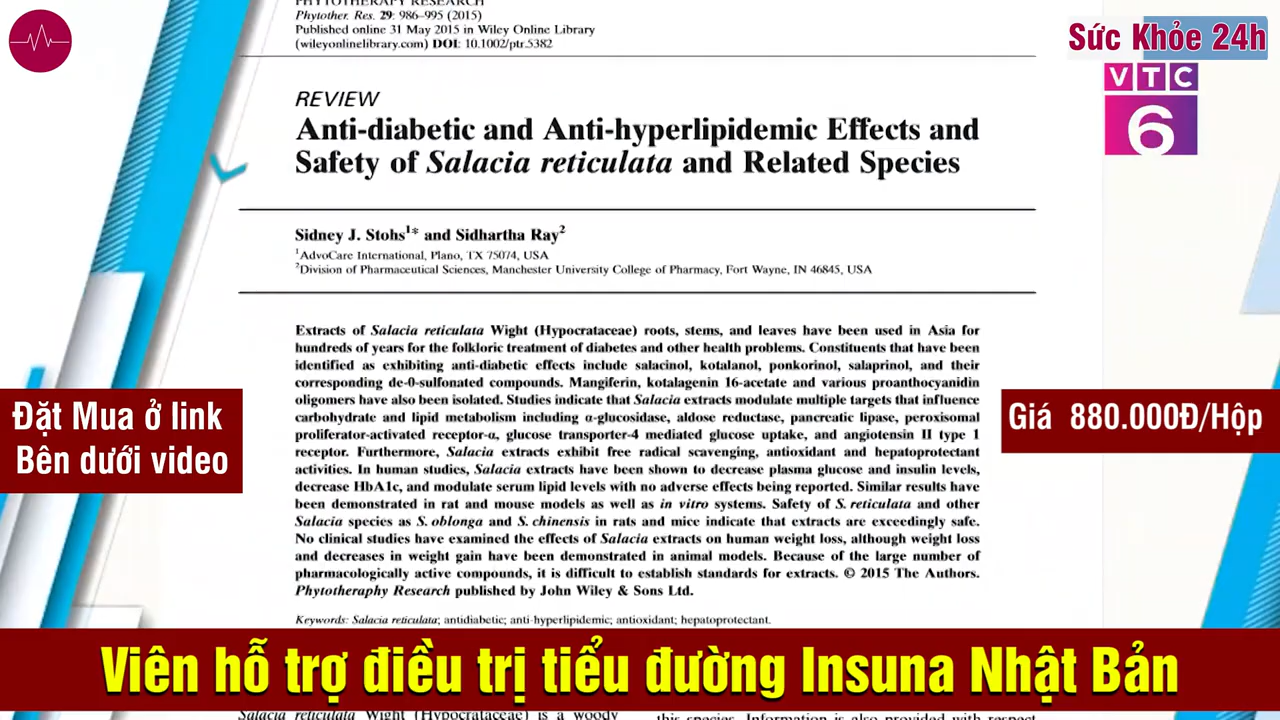 PHYTOTHERAPY RESEARCH
Phytother. Res. 29: 986–995 (2015)
Published online 31 May 2015 in Wiley Online Library
(wileyonlinelibrary.com) DOI: 10.1002/ptr.5382
Sức Khỏe 24h
VTC
6
REVIEW
Anti-diabetic and Anti-hyperlipidemic Effects and
Safety of Salacia reticulata and Related Species
Sidney J. Stohs1* and Sidhartha Ray2
1AdvoCare International, Plano, TX 75074, USA
2Division of Pharmaceutical Sciences, Manchester University College of Pharmacy, Fort Wayne, IN 46845, USA
Extracts of Salacia reticulata Wight (Hypocrataceae) roots, stems, and leaves have been used in Asia for
hundreds of years for the folkloric treatment of diabetes and other health problems. Constituents that have been
identified as exhibiting anti-diabetic effects include salacinol, kotalanol, ponkorinol, salaprinol, and their
corresponding de-0-sulfonated compounds. Mangiferin, kotalagenin 16-acetate and various proanthocyanidin
oligomers have also been isolated. Studies indicate that Salacia extracts modulate multiple targets that influence
carbohydrate and lipid metabolism including α-glucosidase, aldose reductase, pancreatic lipase, peroxisomal
proliferator-activated receptor-α, glucose transporter-4 mediated glucose uptake, and angiotensin II type 1
receptor. Furthermore, Salacia extracts exhibit free radical scavenging, antioxidant and hepatoprotectant
activities. In human studies, Salacia extracts have been shown to decrease plasma glucose and insulin levels,
decrease HbA1c, and modulate serum lipid levels with no adverse effects being reported. Similar results have
been demonstrated in rat and mouse models as well as in vitro systems. Safety of S. reticulata and other
Salacia species as S. oblonga and S. chinensis in rats and mice indicate that extracts are exceedingly safe.
No clinical studies have examined the effects of Salacia extracts on human weight loss, although weight loss
and decreases in weight gain have been demonstrated in animal models. Because of the large number of
pharmacologically active compounds, it is difficult to establish standards for extracts. © 2015 The Authors.
Phytotheraphy Research published by John Wiley & Sons Ltd.
Keywords: Salacia reticulata; antidiabetic; anti-hyperlipidemic; antioxidant; hepatoprotectant.
Đặt Mua ở link
Bên dưới video
Giá 880.000Đ/Hộp
Viên hỗ trợ điều trị tiểu đường Insuna Nhật Bản
Salacia reticulata Wight (Hypocrataceae) is a woody
this species. Information is also provided with respect